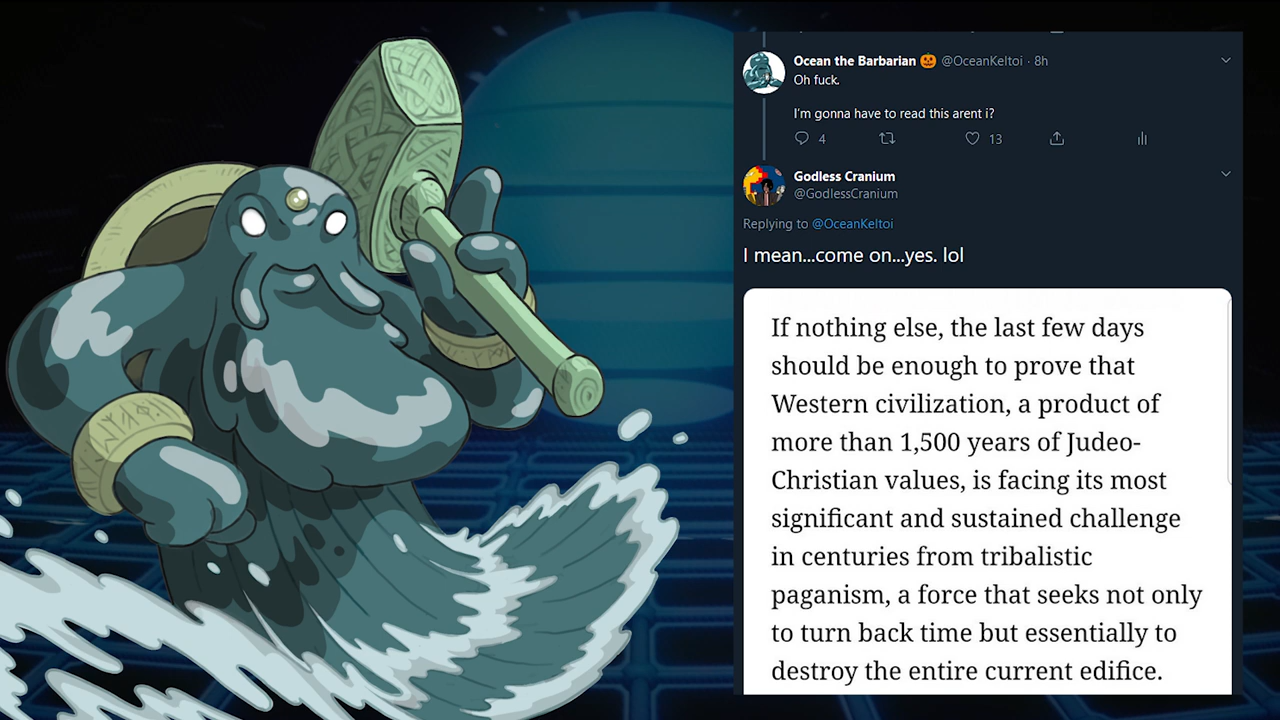 Ocean the Barbarian 🎃 @OceanKeltoi · 8h
Oh fuck.
I'm gonna have to read this arent i?
4 13
Godless Cranium
@GodlessCranium
Replying to @OceanKeltoi
I mean...come on...yes. lol
If nothing else, the last few days
should be enough to prove that
Western civilization, a product of
more than 1,500 years of Judeo-
Christian values, is facing its most
significant and sustained challenge
in centuries from tribalistic
paganism, a force that seeks not only
to turn back time but essentially to
destroy the entire current edifice.